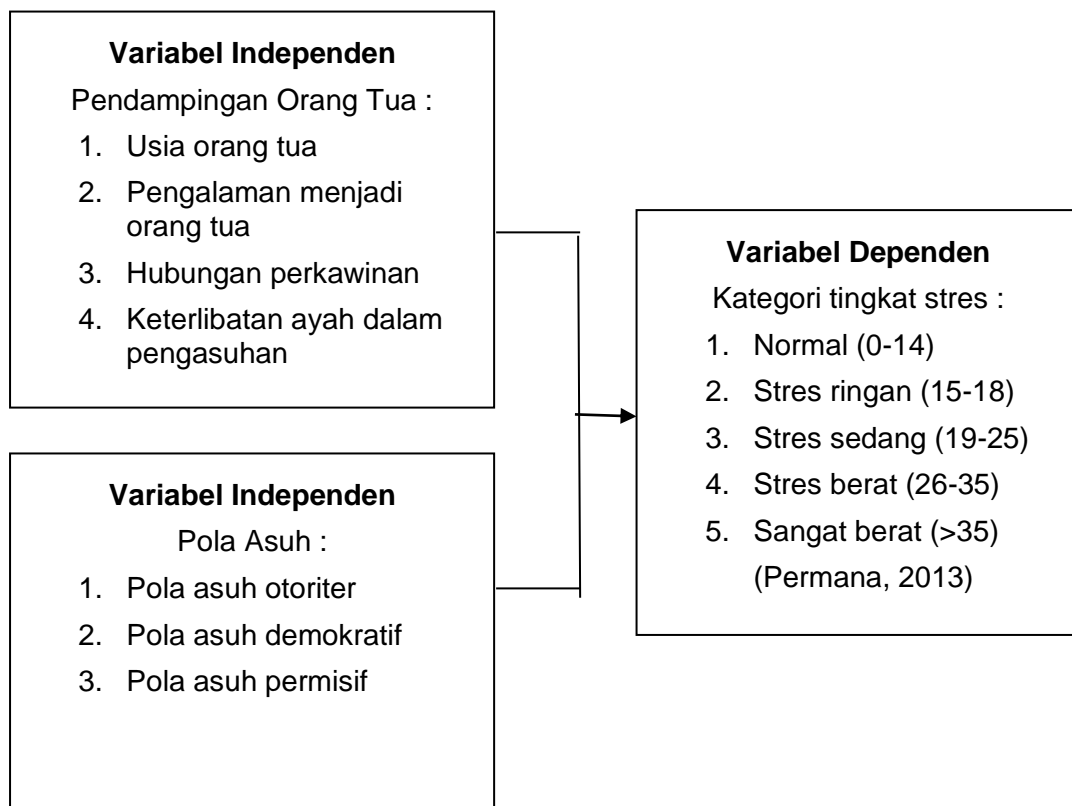 Variabel Independen
Pendampingan Orang Tua :
1. Usia orang tua
2. Pengalaman menjadi
orang tua
3. Hubungan perkawinan
4. Keterlibatan ayah dalam
pengasuhan
Variabel Independen
Pola Asuh :
1. Pola asuh otoriter
2. Pola asuh demokratif
3. Pola asuh permisif
Variabel Dependen
Kategori tingkat stres :
1. Normal (0-14)
2. Stres ringan (15-18)
3. Stres sedang (19-25)
4. Stres berat (26-35)
5. Sangat berat (>35)
(Permana, 2013)